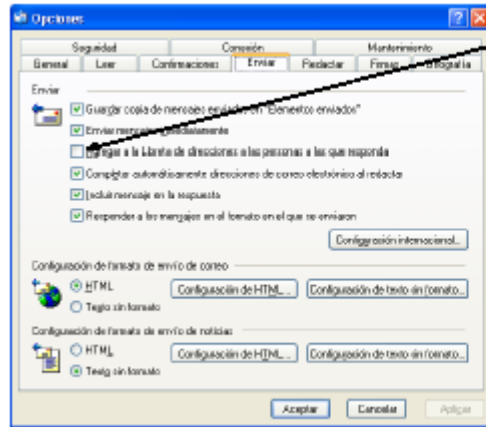 Opciones
Seguridad Conexión Mantenimiento
General Leer Confirmaciones Enviar Redactar Firmas Ortografía
Enviar
Guardar copia de mensajes enviados en "Elementos enviados"
Enviar mensajes inmediatamente
Agregar a la Libreta de direcciones a las personas a las que responda
Completar automáticamente direcciones de correo electrónico al redactar
Incluir mensaje en la respuesta
Responder a los mensajes en el formato en el que se enviaron
Configuración internacional...
Configuración de formato de envío de correo
HTML Configuración de HTML... Configuración de texto sin formato...
Texto sin formato
Configuración de formato de envío de noticias
HTML Configuración de HTML... Configuración de texto sin formato...
Texto sin formato
Aceptar Cancelar Aplicar